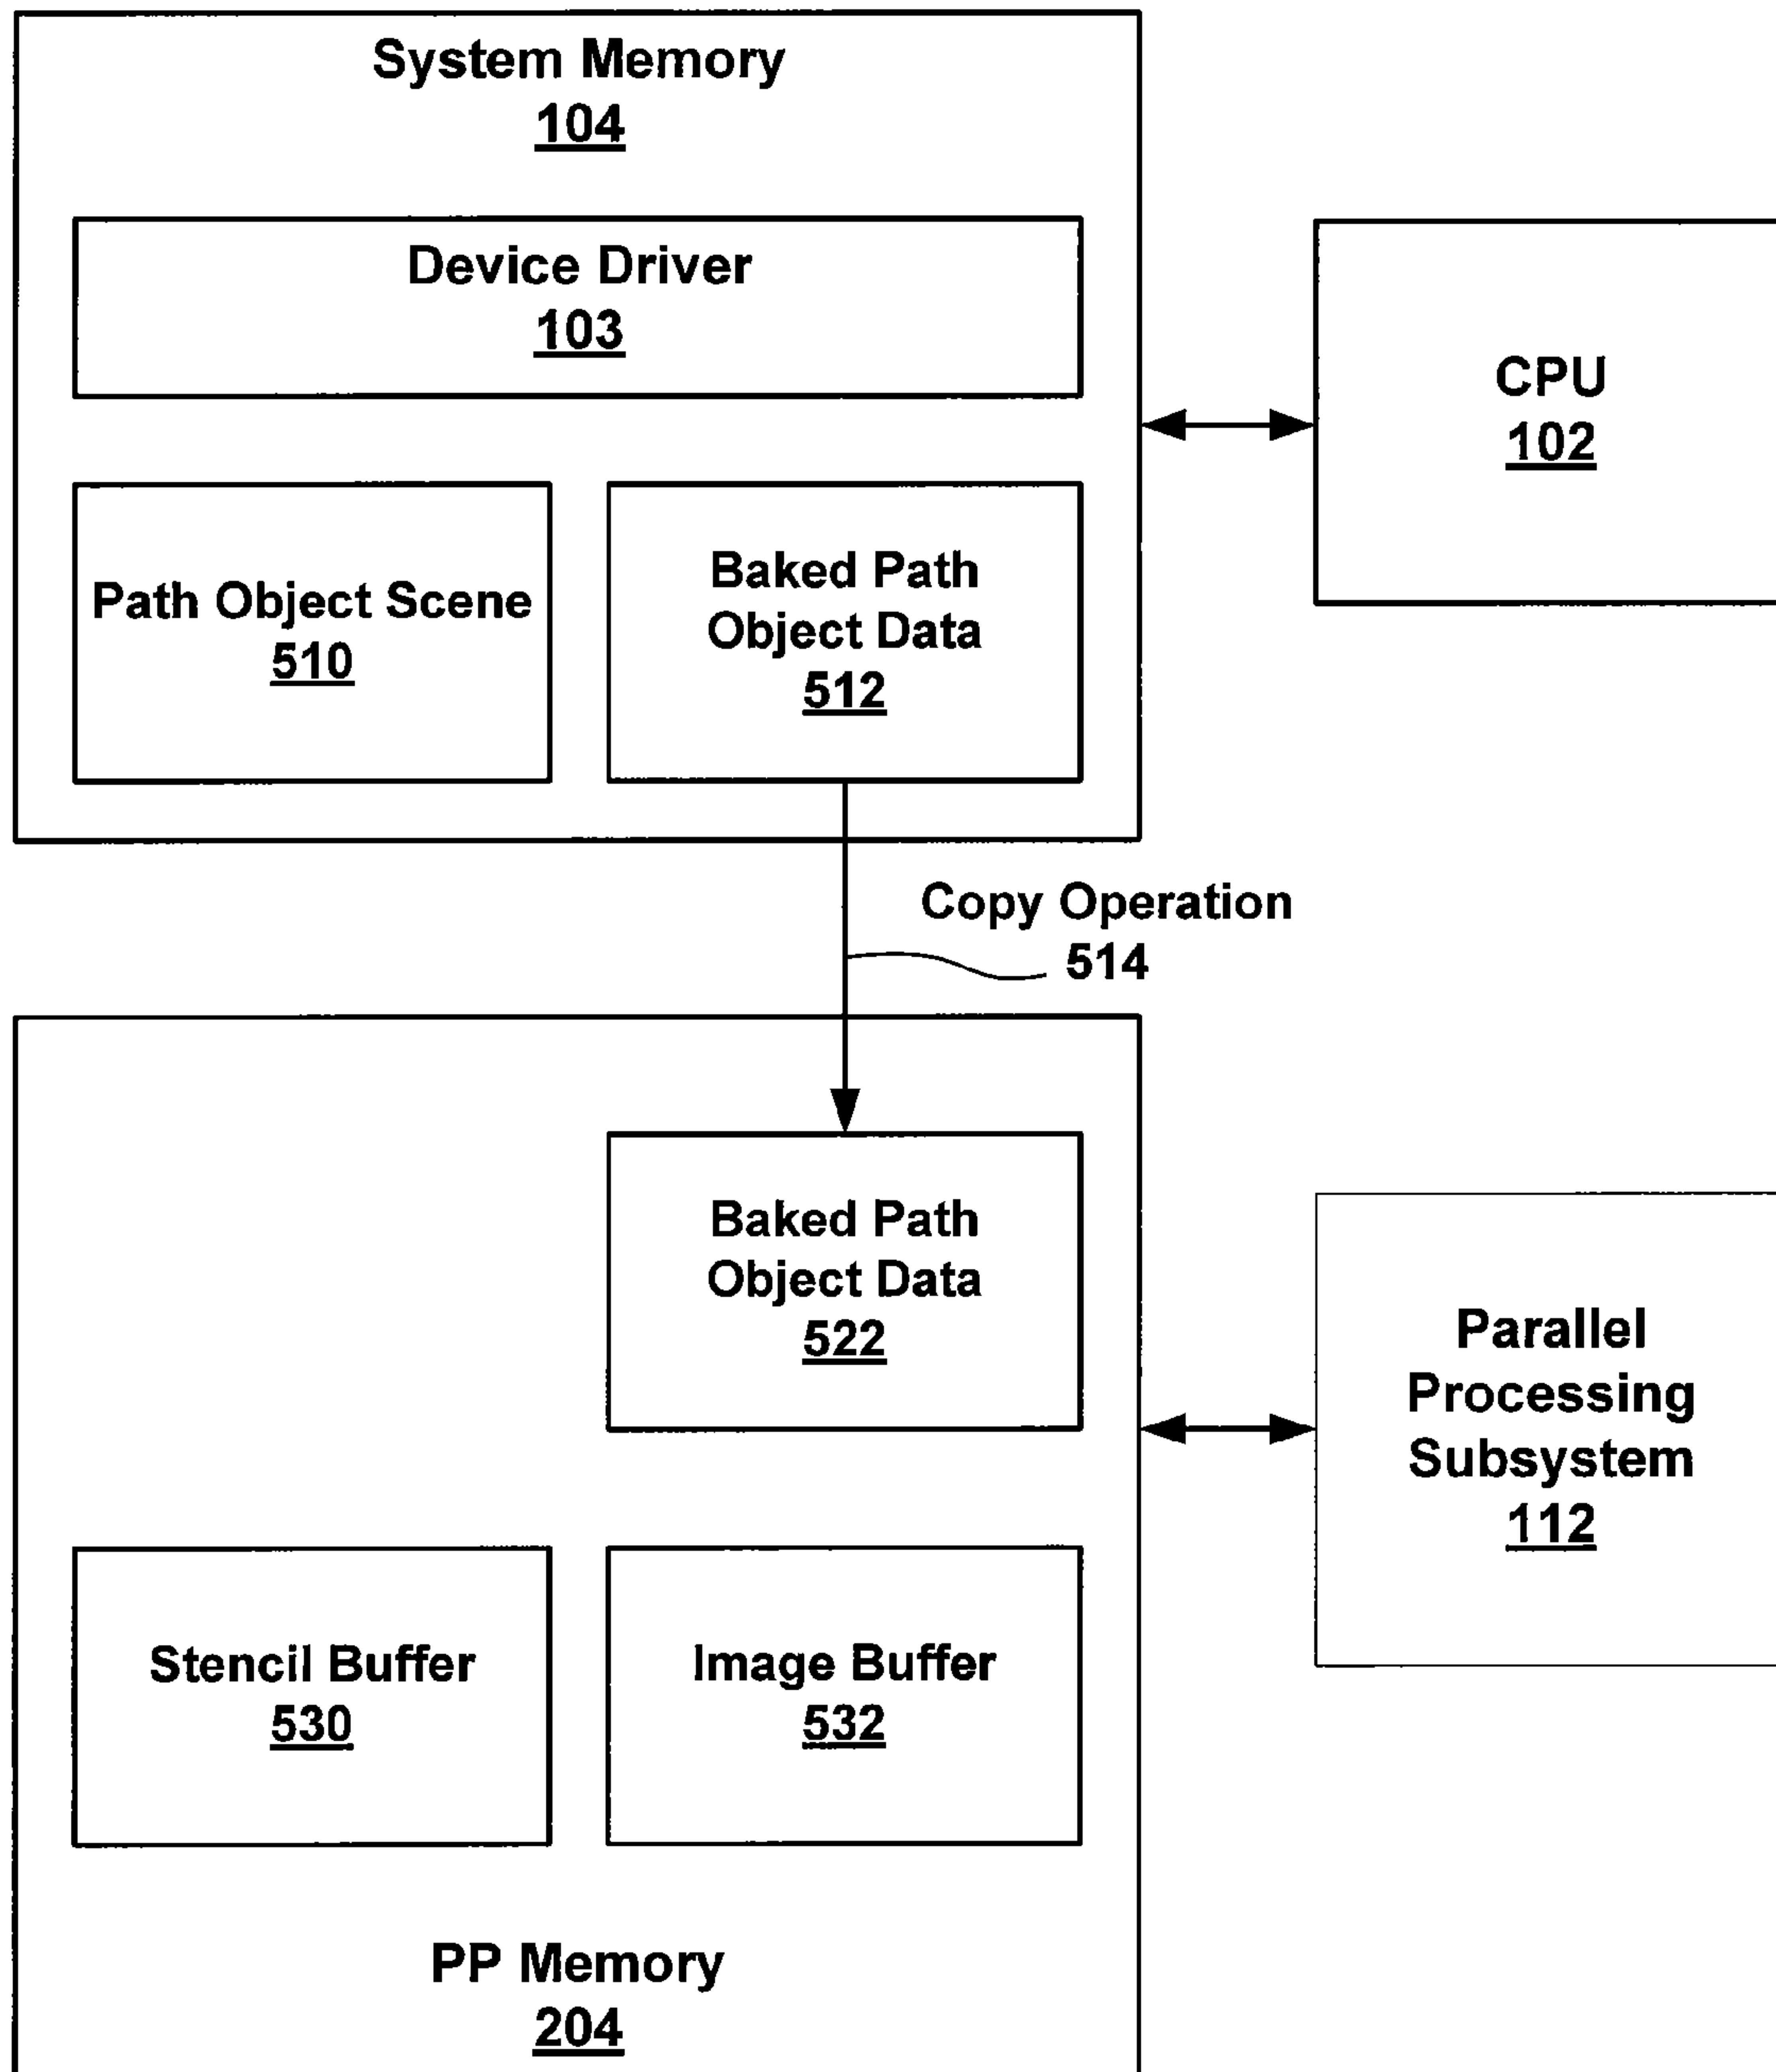 System Memory
104
Device Driver
103
CPU
102
Path Object Scene
510
Baked Path
Object Data
512
Copy Operation
514
Baked Path
Object Data
522
Parallel
Processing
Subsystem
112
Stencil Buffer
530
Image Buffer
532
PP Memory
204